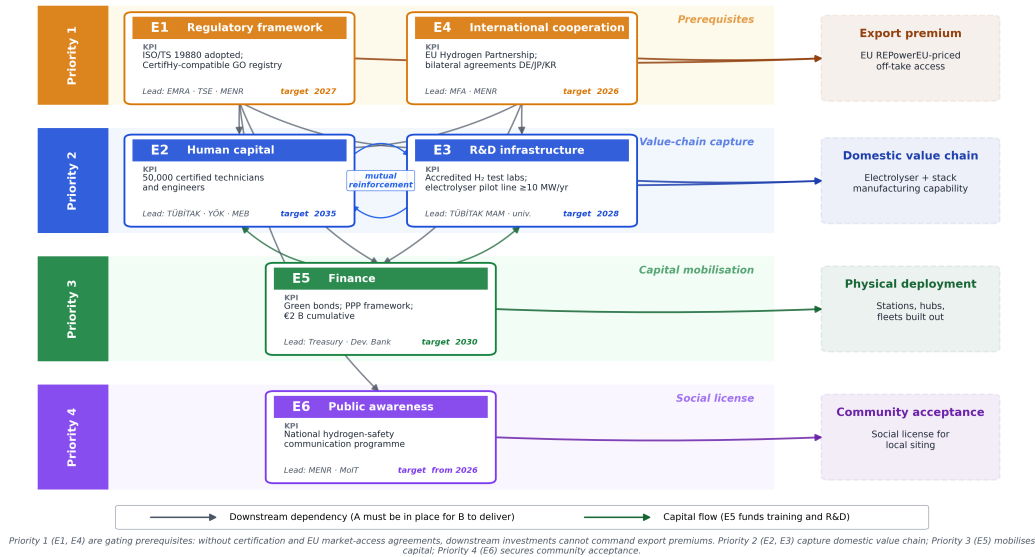 Priority 1
E1 Regulatory framework
KPI
ISO/TS 19880 adopted;
CertifHy-compatible GO registry
Lead: EMRA · TSE · MENR target 2027
E4 International cooperation
KPI
EU Hydrogen Partnership;
bilateral agreements DE/JP/KR
Lead: MFA · MENR target 2026
Prerequisites
Export premium
EU REPowerEU-priced
off-take access
Priority 2
E2 Human capital
KPI
50,000 certified technicians
and engineers
Lead: TÜBİTAK · YÖK · MEB target 2035
mutual
reinforcement
E3 R&D infrastructure
KPI
Accredited H₂ test labs;
electrolyser pilot line ≥10 MW/yr
Lead: TÜBİTAK MAM · univ. target 2028
Value-chain capture
Domestic value chain
Electrolyser + stack
manufacturing capability
Priority 3
E5 Finance
KPI
Green bonds; PPP framework;
€2 B cumulative
Lead: Treasury · Dev. Bank target 2030
Capital mobilisation
Physical deployment
Stations, hubs,
fleets built out
Priority 4
E6 Public awareness
KPI
National hydrogen-safety
communication programme
Lead: MENR · MoIT target from 2026
Social license
Community acceptance
Social license for
local siting
Downstream dependency (A must be in place for B to deliver)
Capital flow (E5 funds training and R&D)
Priority 1 (E1, E4) are gating prerequisites: without certification and EU market-access agreements, downstream investments cannot command export premiums. Priority 2 (E2, E3) capture domestic value chain; Priority 3 (E5) mobilises
capital; Priority 4 (E6) secures community acceptance.